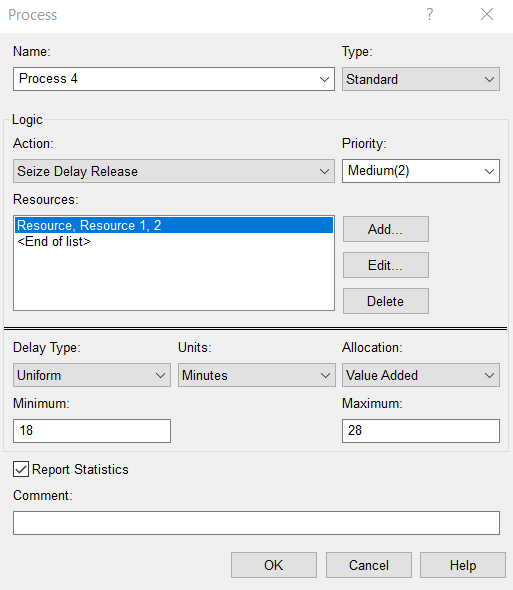 Process ? ×
Name: Type:
Process 4 Standard
Logic
Action: Priority:
Seize Delay Release Medium(2)
Resources:
Resource, Resource 1, 2
<End of list>
Add...
Edit...
Delete
Delay Type: Units: Allocation:
Uniform Minutes Value Added
Minimum: Maximum:
18 28
Report Statistics
Comment:
OK Cancel Help